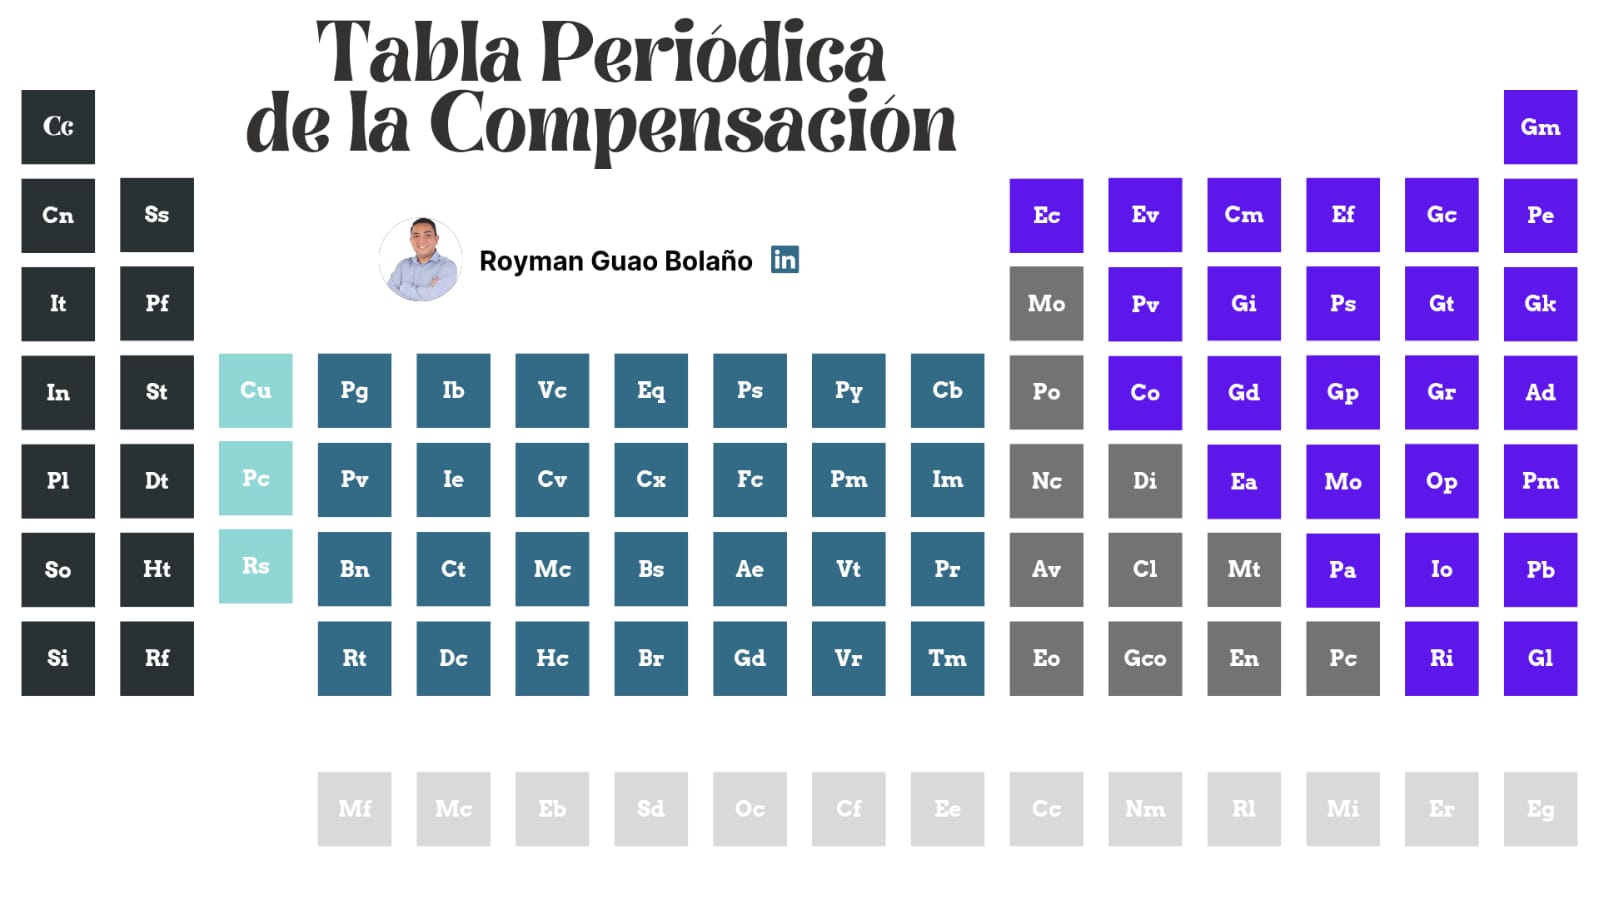 Tabla Periódica
de la Compensación
Cc Gm
Cn Ss Royman Guao Bolaño in Ec Ev Cm Ef Gc Pe
It Pf Mo Pv Gi Ps Gt Gk
In St Cu Pg Ib Vc Eq Ps Py Cb Po Co Gd Gp Gr Ad
Pl Dt Pc Pv Ie Cv Cx Fc Pm Im Nc Di Ea Mo Op Pm
So Ht Rs Bn Ct Mc Bs Ae Vt Pr Av Cl Mt Pa Io Pb
Si Rf Rt Dc Hc Br Gd Vr Tm Eo Gco En Pc Ri Gl
Mf Mc Eb Sd Oc Cf Ee Cc Nm Rl Mi Er Eg